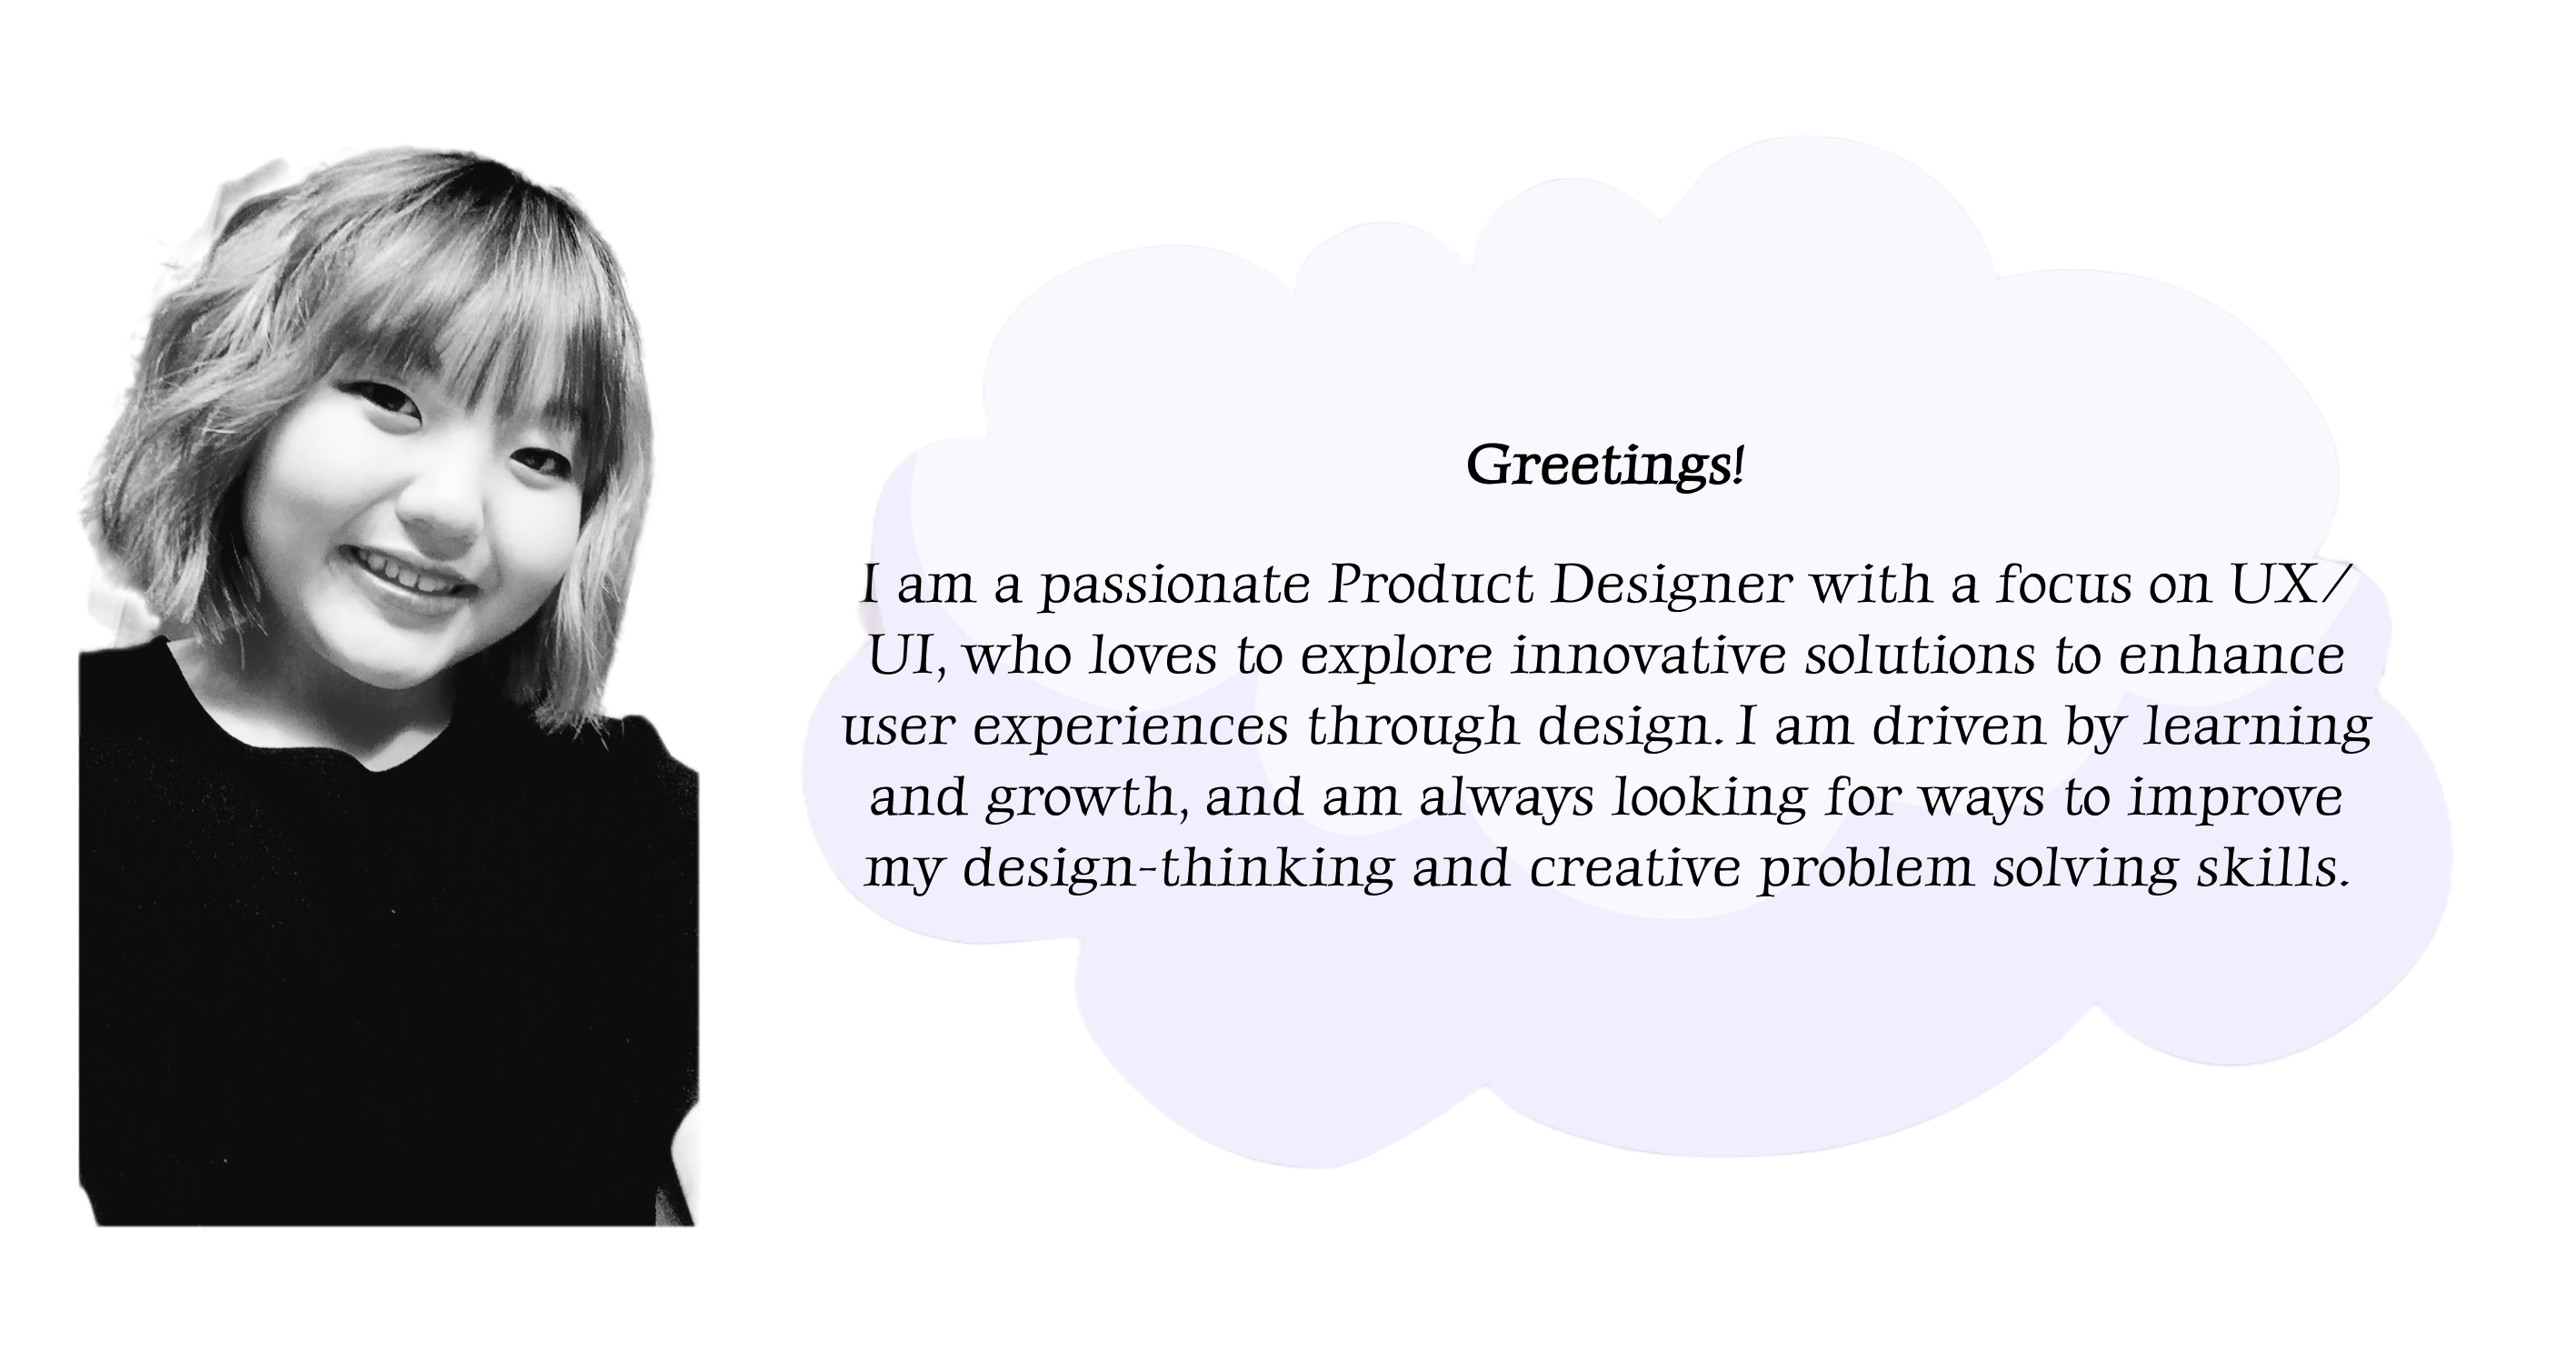 Greetings!
I am a passionate Product Designer with a focus on UX/
UI, who loves to explore innovative solutions to enhance
user experiences through design. I am driven by learning
and growth, and am always looking for ways to improve
my design-thinking and creative problem solving skills.